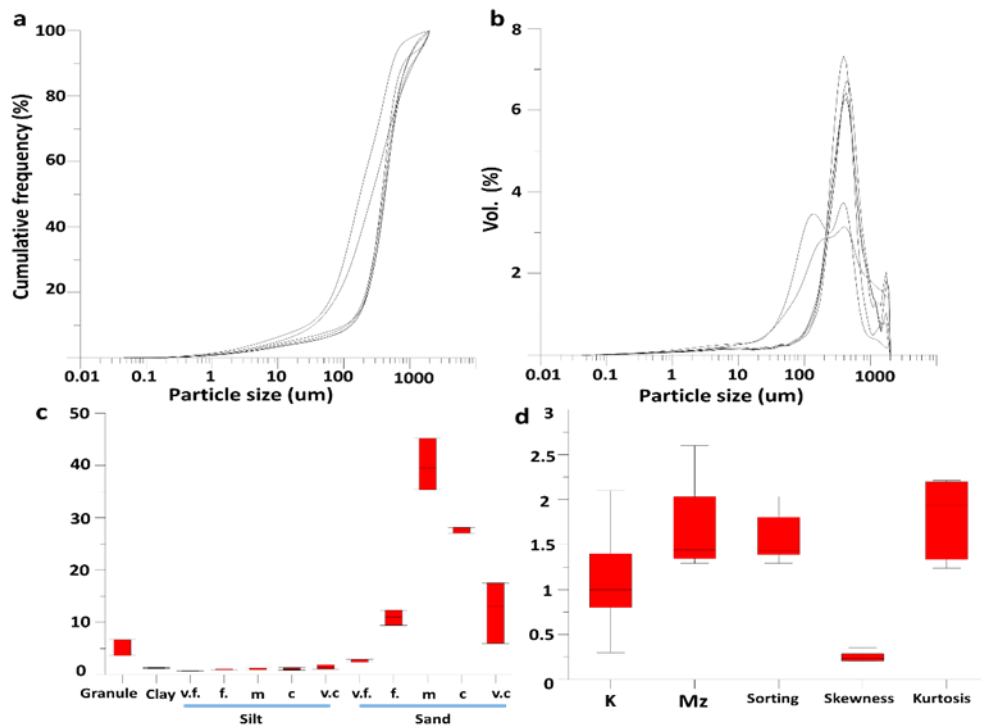 a
Cumulative frequency (%)
100
80
60
40
20
0.01 0.1 1 10 100 1000
Particle size (um)
b
Vol. (%)
8
6
4
2
0.01 0.1 1 10 100 1000
Particle size (um)
c
50
40
30
20
10
0
Granule Clay v.f. f. m c v.c v.f. f. m c v.c
Silt Sand
d
3
2.5
2
1.5
1
0.5
0
K Mz Sorting Skewness Kurtosis